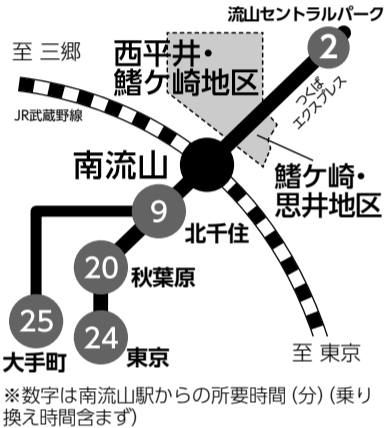 流山セントラルパーク
2
至 三郷
西平井・
鰭ケ崎地区
つくば
エクスプレス
JR武蔵野線
南流山
鰭ケ崎・
思井地区
9
北千住
20
秋葉原
25
大手町
24
東京
至 東京
※数字は南流山駅からの所要時間（分）（乗り
換え時間含まず）